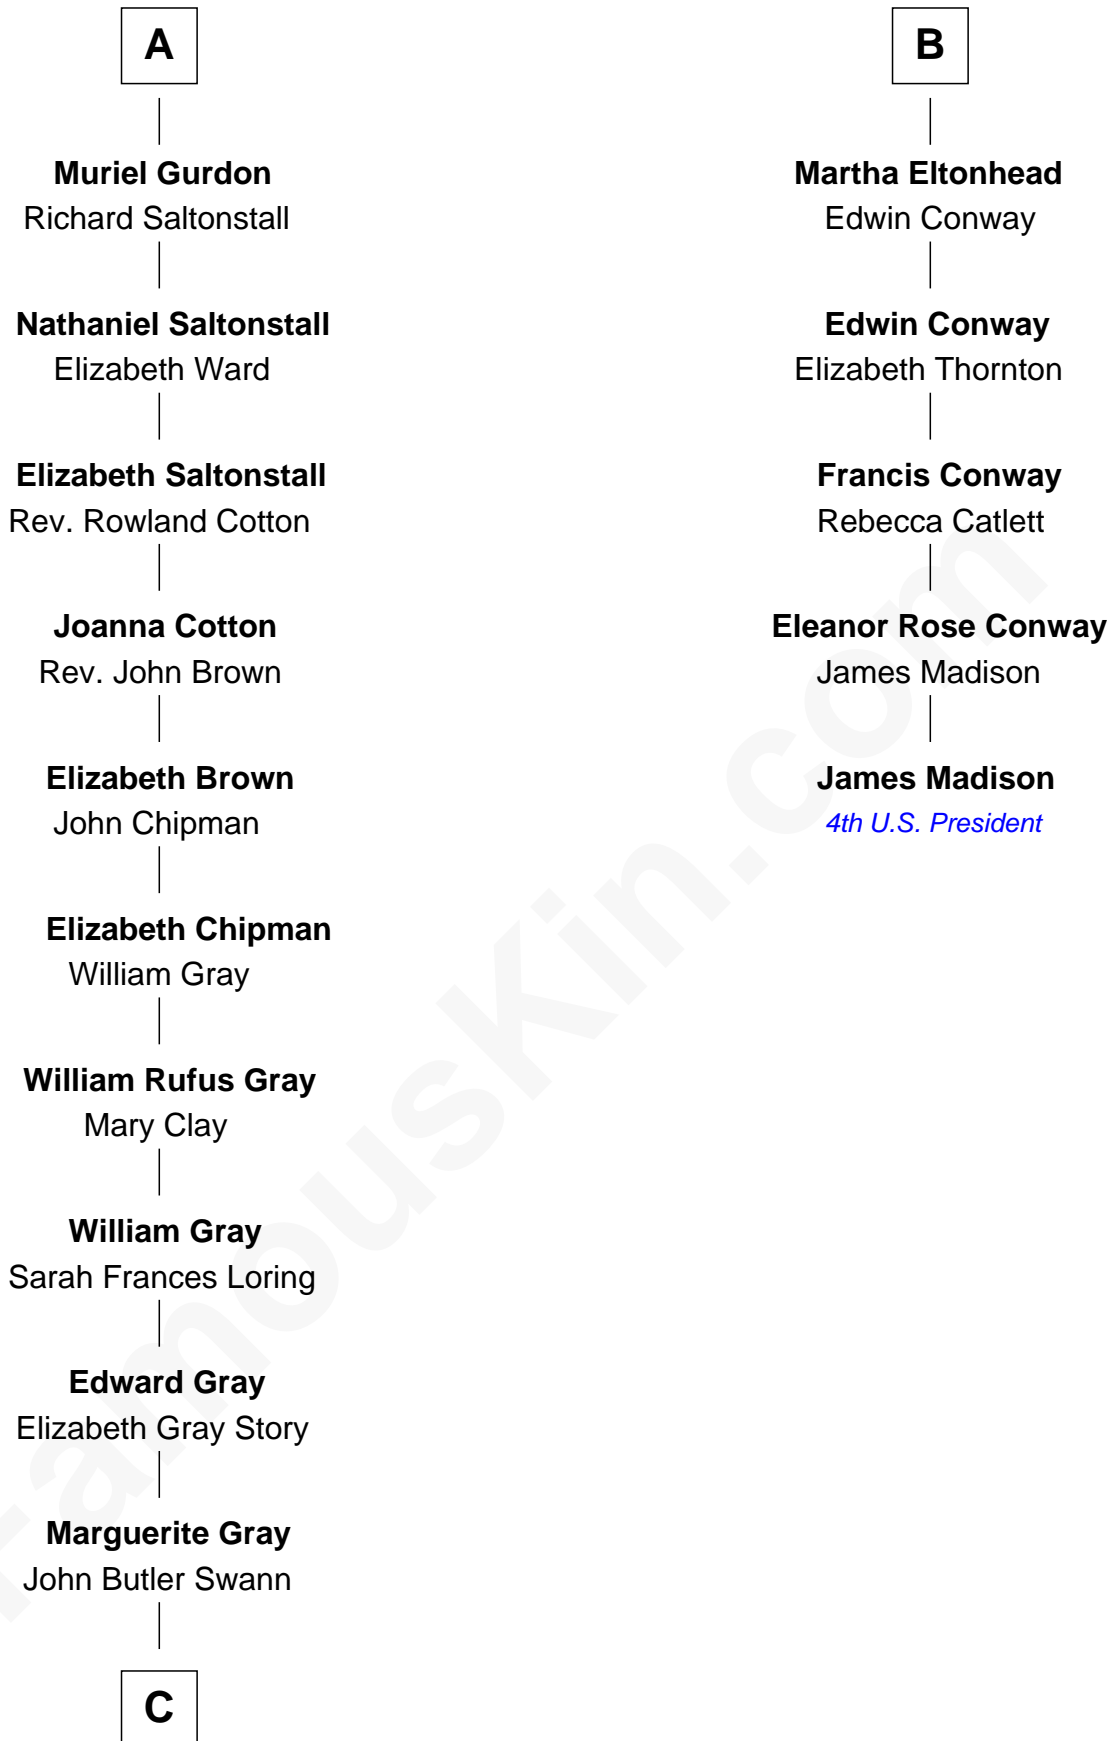 A
Muriel Gurdon
Richard Saltonstall
Nathaniel Saltonstall
Elizabeth Ward
Elizabeth Saltonstall
Rev. Rowland Cotton
Joanna Cotton
Rev. John Brown
Elizabeth Brown
John Chipman
Elizabeth Chipman
William Gray
William Rufus Gray
Mary Clay
William Gray
Sarah Frances Loring
Edward Gray
Elizabeth Gray Story
Marguerite Gray
John Butler Swann
C
B
Martha Eltonhead
Edwin Conway
Edwin Conway
Elizabeth Thornton
Francis Conway
Rebecca Catlett
Eleanor Rose Conway
James Madison
James Madison
4th U.S. President
FamousKin.com